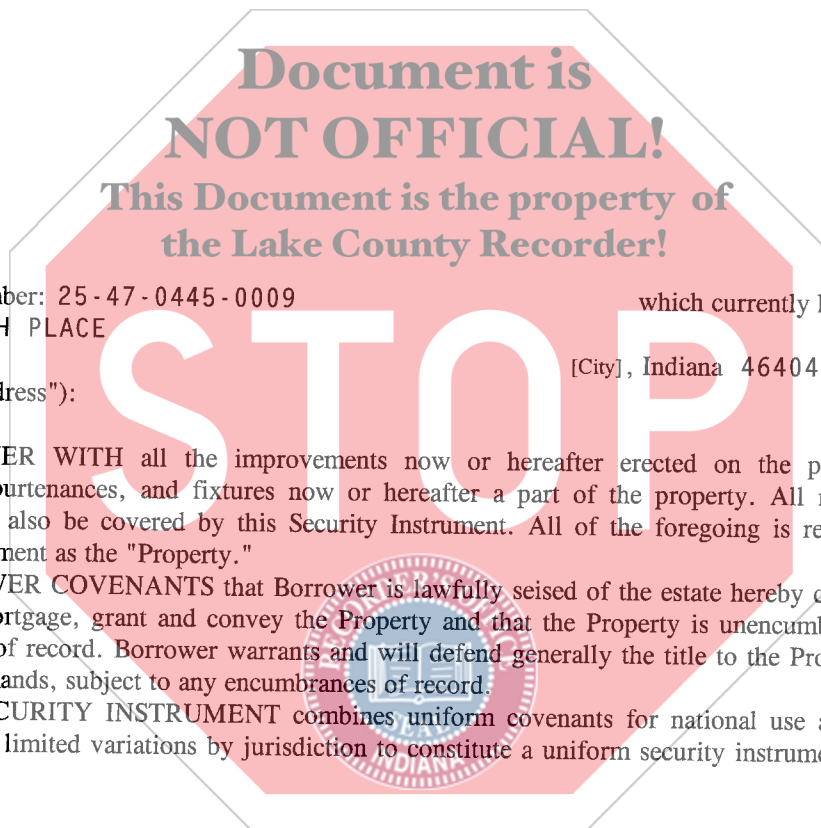 Document is
NOT OFFICIAL!
This Document is the property of
the Lake County Recorder!
ber: 25-47-0445-0009 which currently
H PLACE
[City], Indiana 46404
dress"):
STOP
ER WITH all the improvements now or hereafter erected on the p
ourtenances, and fixtures now or hereafter a part of the property. All
also be covered by this Security Instrument. All of the foregoing is re
ment as the "Property."
VER COVENANTS that Borrower is lawfully seised of the estate hereby
ortgage, grant and convey the Property and that the Property is unencumb
of record. Borrower warrants and will defend generally the title to the Pro
ands, subject to any encumbrances of record.
CURITY INSTRUMENT combines uniform covenants for national use a
limited variations by jurisdiction to constitute a uniform security instrume
SEAL
INDIANA